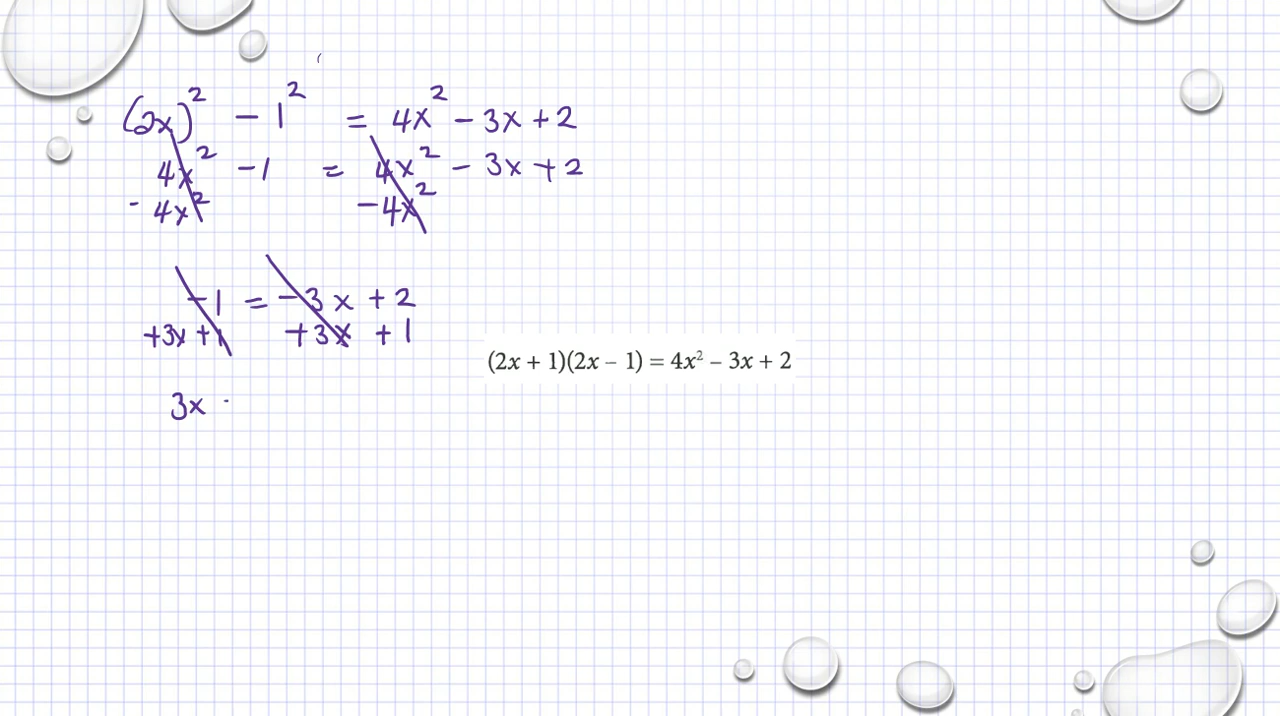 (2x)² - 1² = 4x² - 3x + 2
4x² - 1 = 4x² - 3x + 2
- 4x² - 4x²
-1 = -3x + 2
+3x + 1 +3x + 1
(2x + 1)(2x – 1) = 4x² – 3x + 2
3x